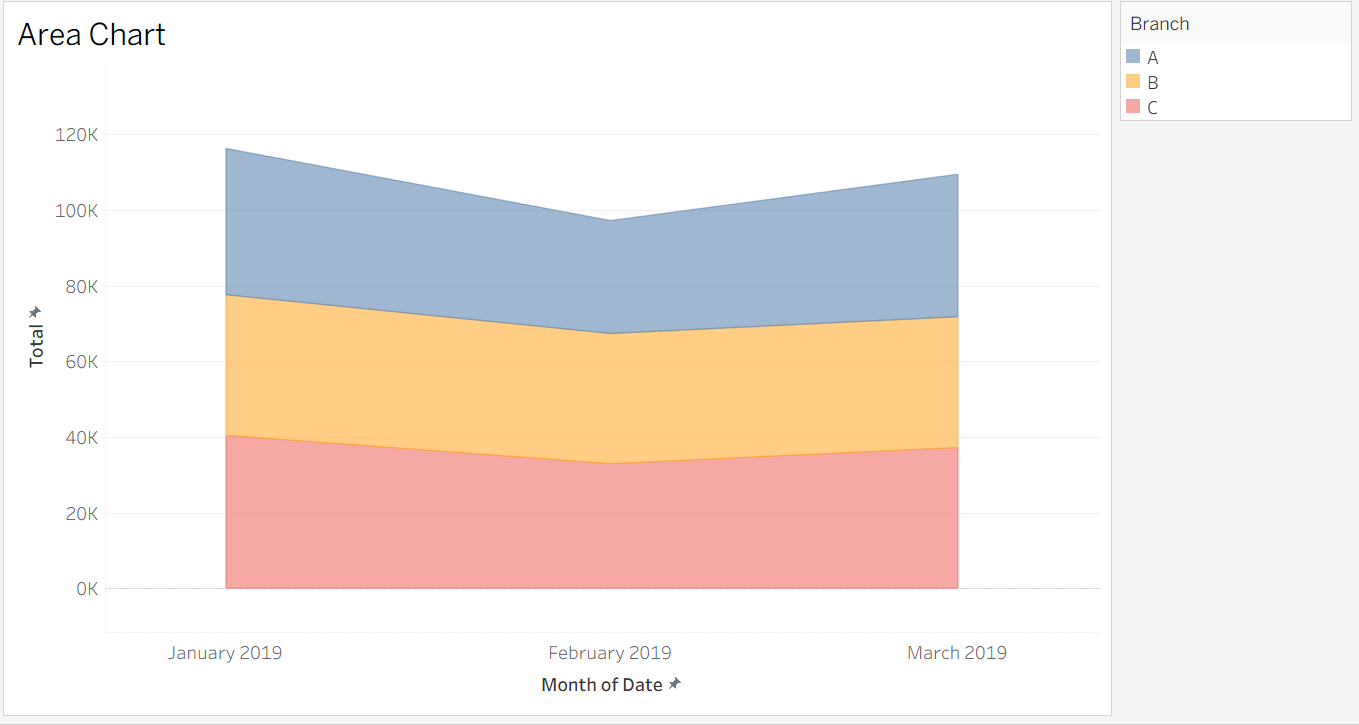 Area Chart
Branch
A
B
C
120K
100K
80K
60K
40K
20K
0K
Total
January 2019
February 2019
March 2019
Month of Date